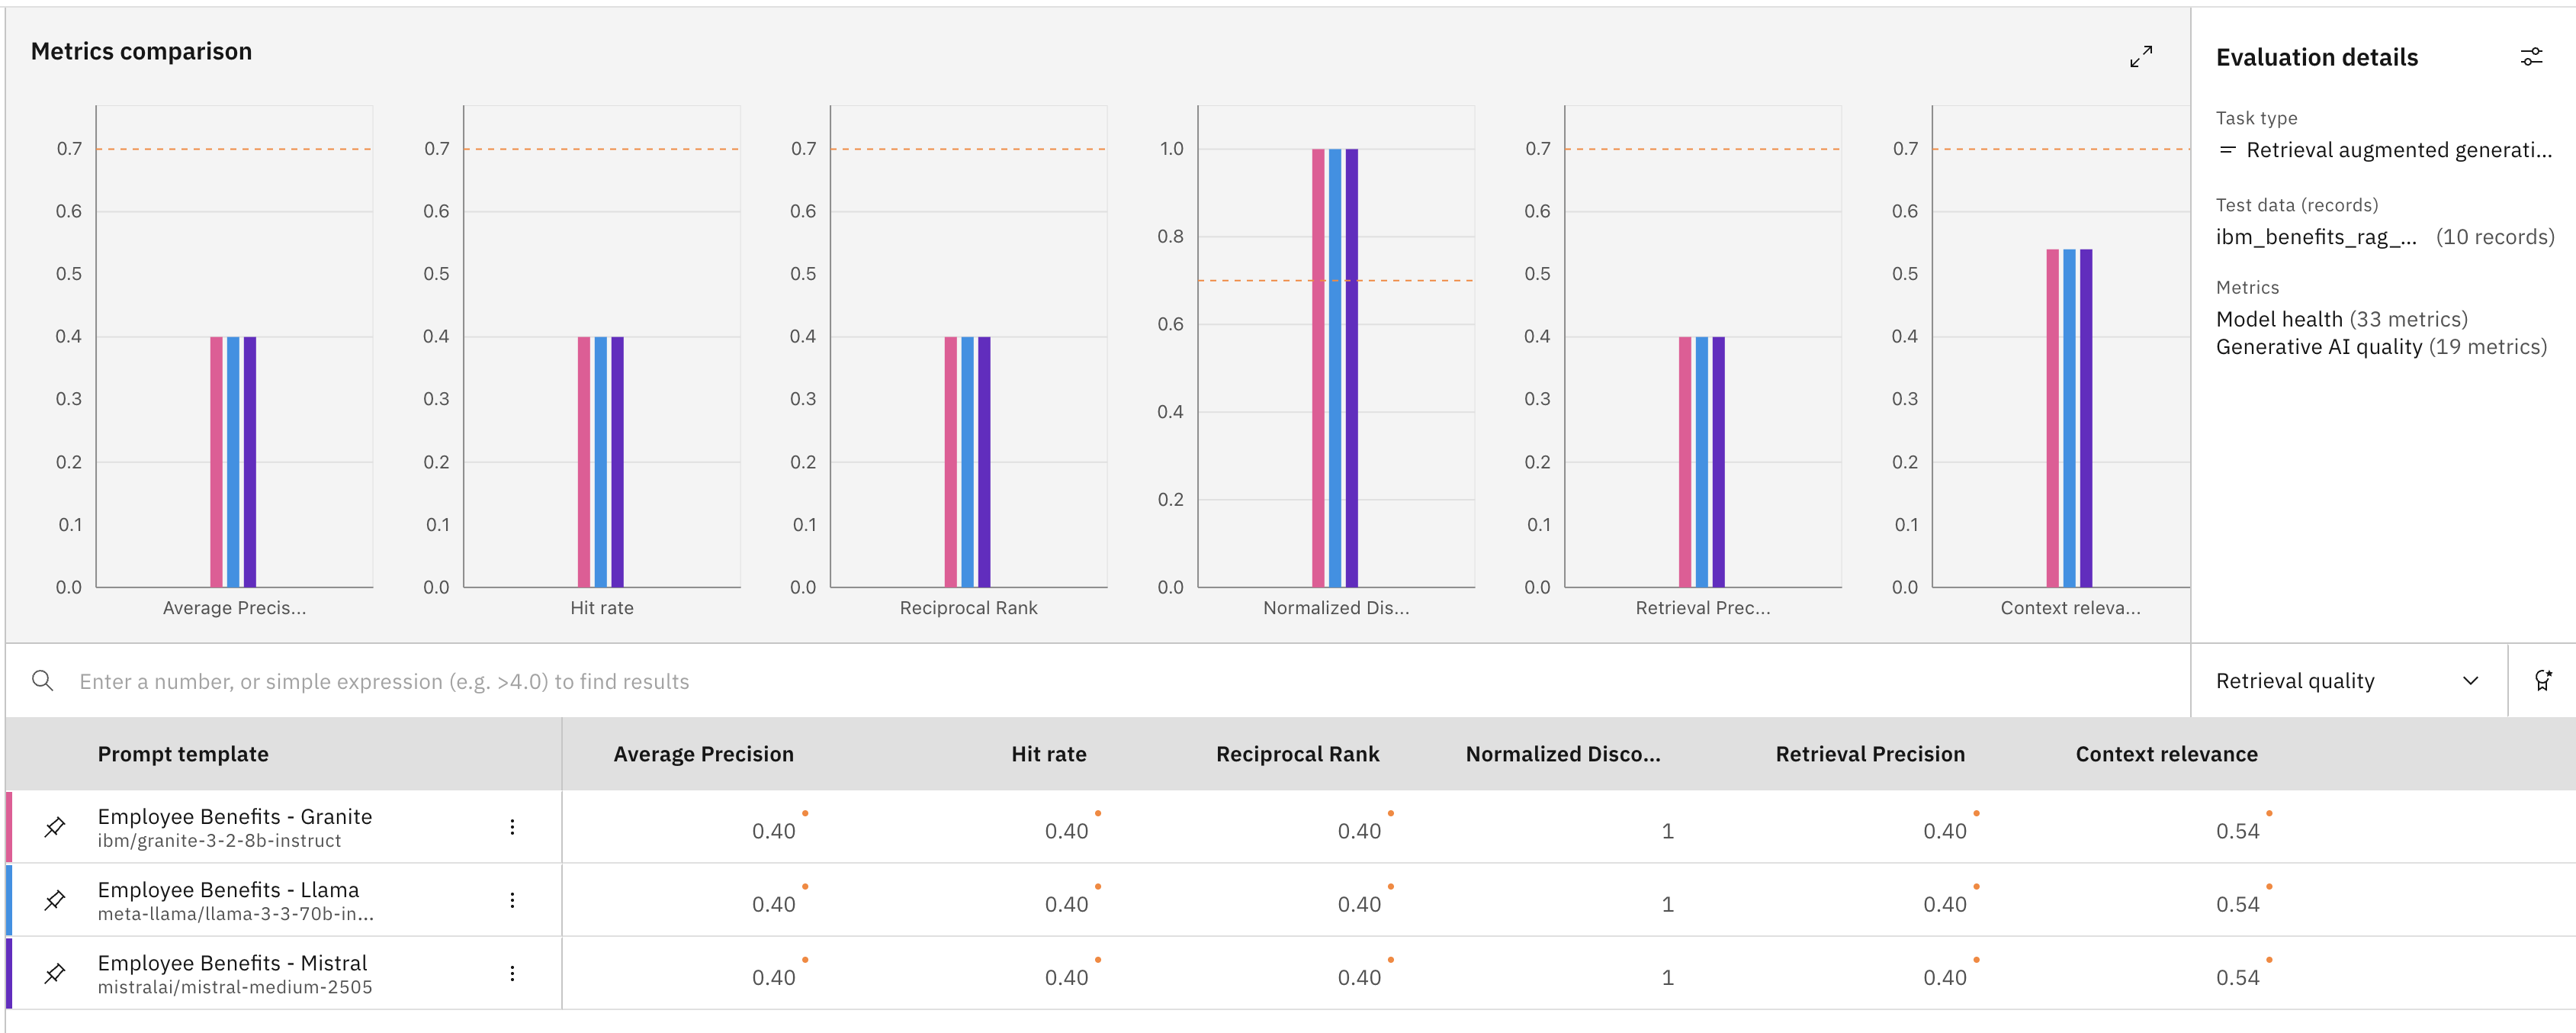 Metrics comparison
0.7
0.6
0.5
0.4
0.3
0.2
0.1
0.0
Average Precis...
0.7
0.6
0.5
0.4
0.3
0.2
0.1
0.0
Hit rate
0.7
0.6
0.5
0.4
0.3
0.2
0.1
0.0
Reciprocal Rank
1.0
0.8
0.6
0.4
0.2
0.0
Normalized Dis...
0.7
0.6
0.5
0.4
0.3
0.2
0.1
0.0
Retrieval Prec...
0.7
0.6
0.5
0.4
0.3
0.2
0.1
0.0
Context releva...
Evaluation details
Task type
Retrieval augmented generati...
Test data (records)
ibm_benefits_rag_... (10 records)
Metrics
Model health (33 metrics)
Generative AI quality (19 metrics)
Enter a number, or simple expression (e.g. >4.0) to find results
Retrieval quality
Prompt template Average Precision Hit rate Reciprocal Rank Normalized Disco... Retrieval Precision Context relevance
Employee Benefits - Granite
ibm/granite-3-2-8b-instruct
0.40 0.40 0.40 1 0.40 0.54
Employee Benefits - Llama
meta-llama/llama-3-3-70b-in...
0.40 0.40 0.40 1 0.40 0.54
Employee Benefits - Mistral
mistralai/mistral-medium-2505
0.40 0.40 0.40 1 0.40 0.54